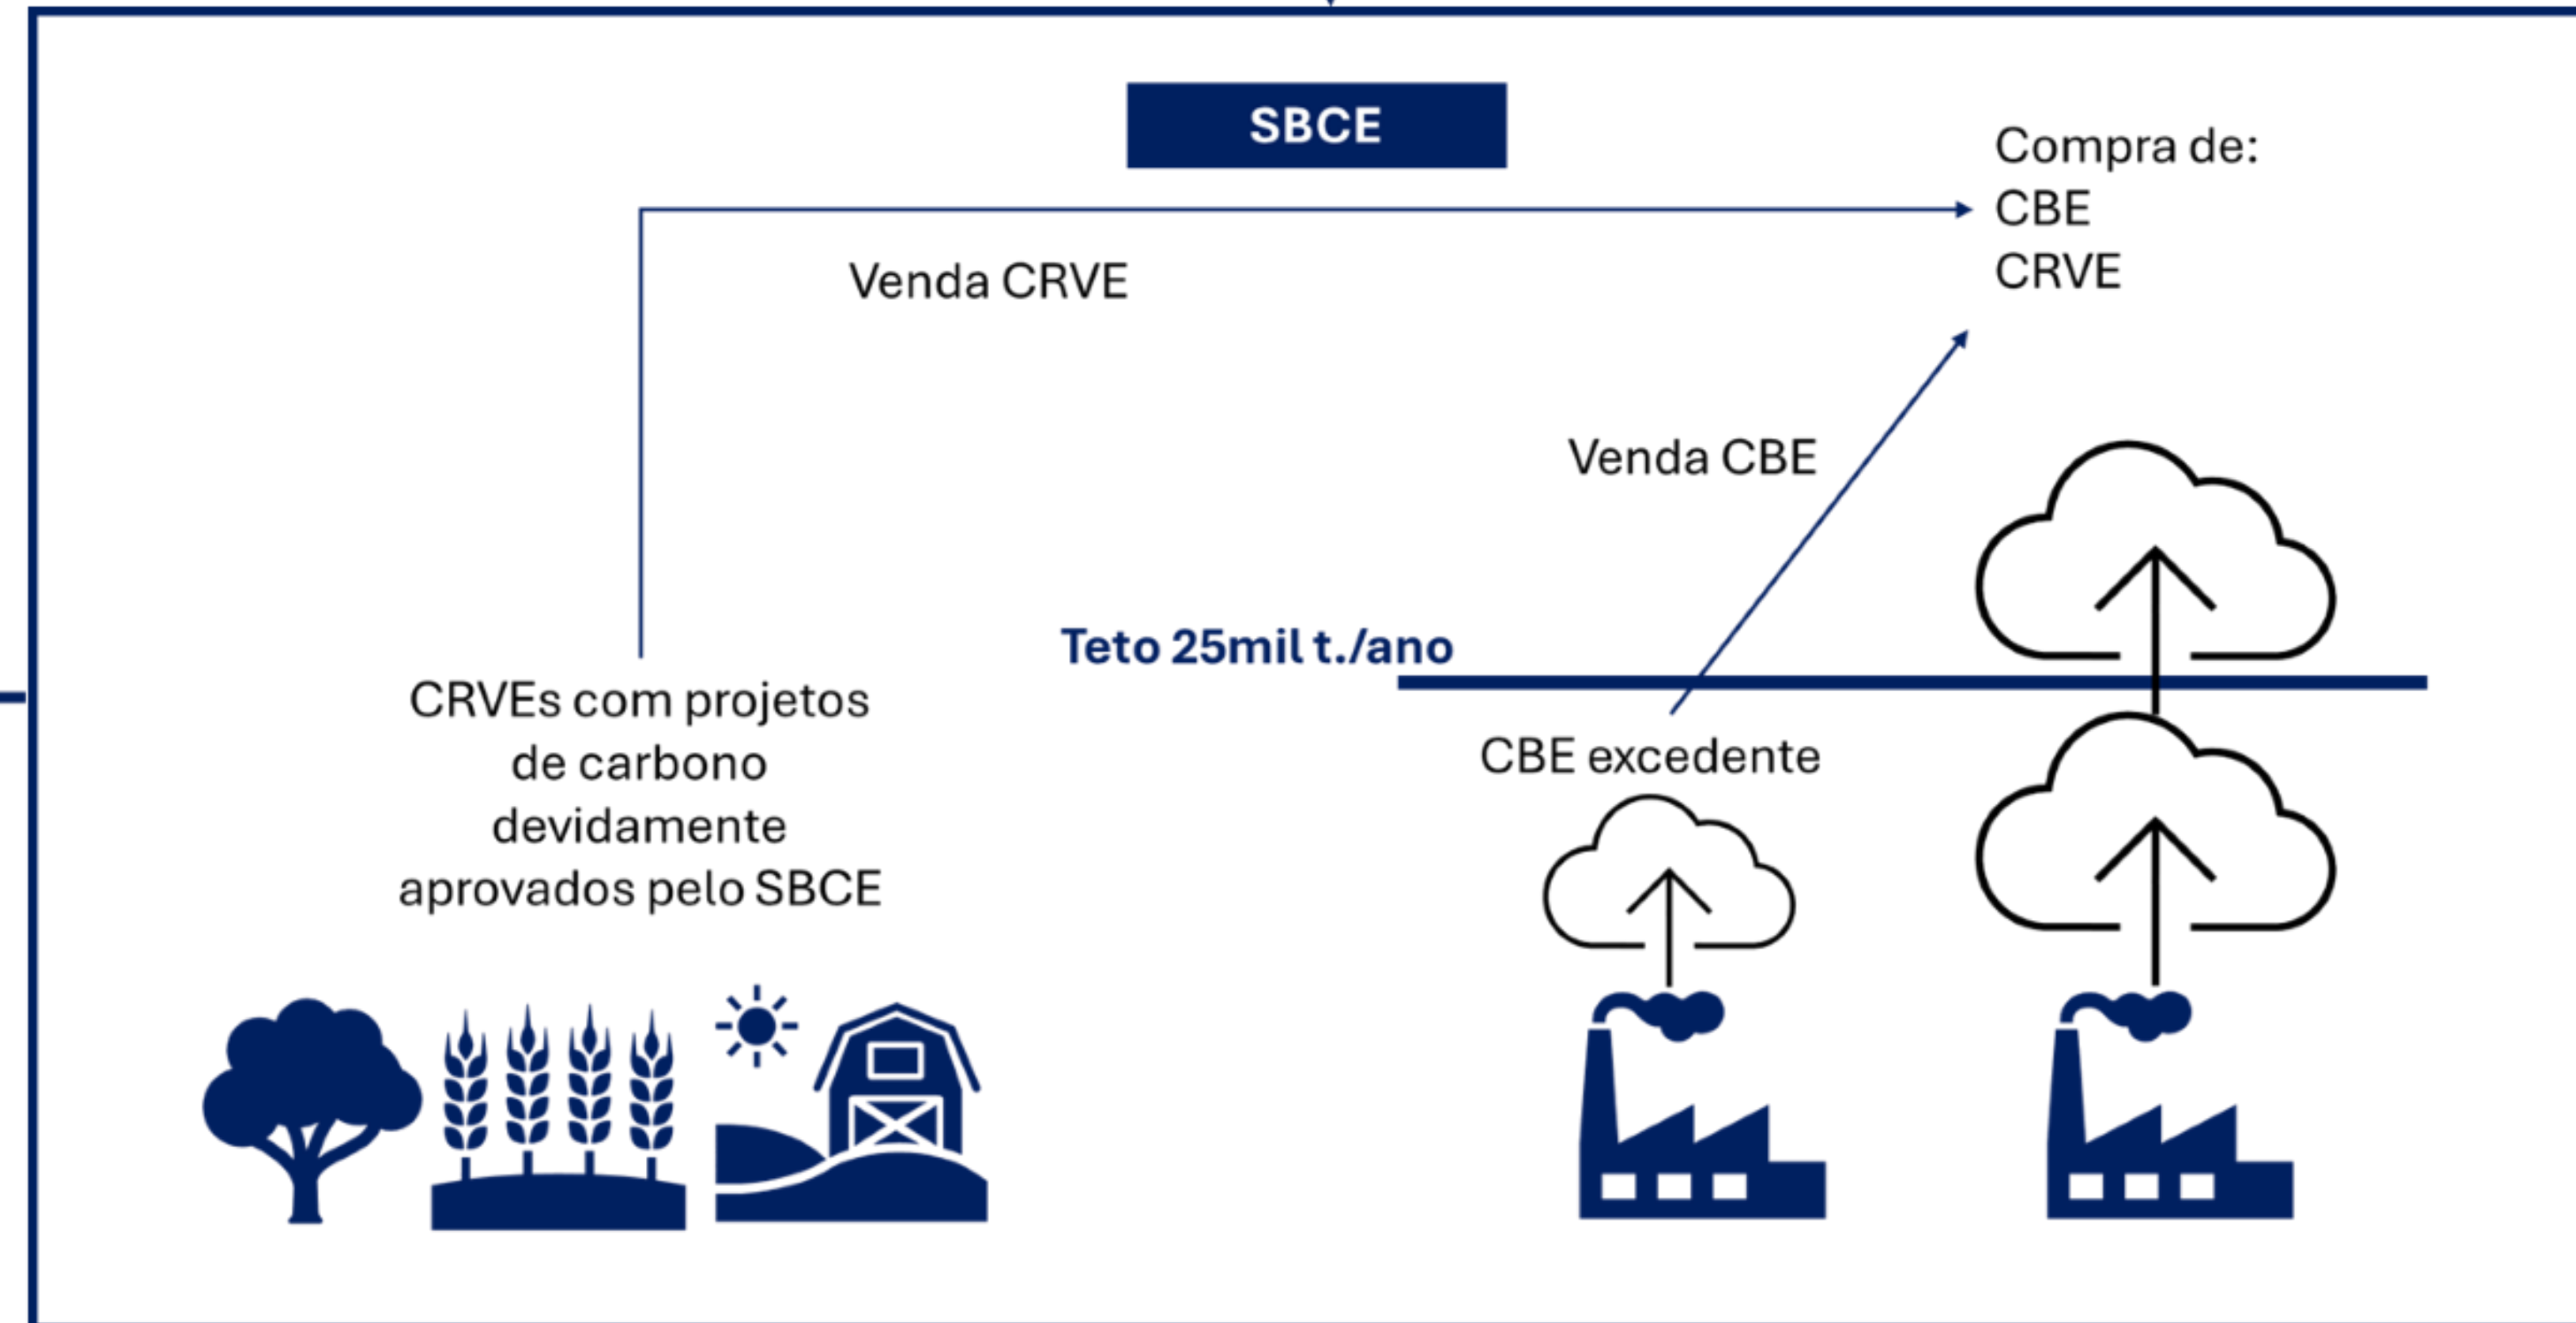 SBCE
Compra de:
CBE
CRVE
Venda CRVE
Venda CBE
Teto 25mil t./ano
CRVEs com projetos
de carbono
devidamente
aprovados pelo SBCE
CBE excedente